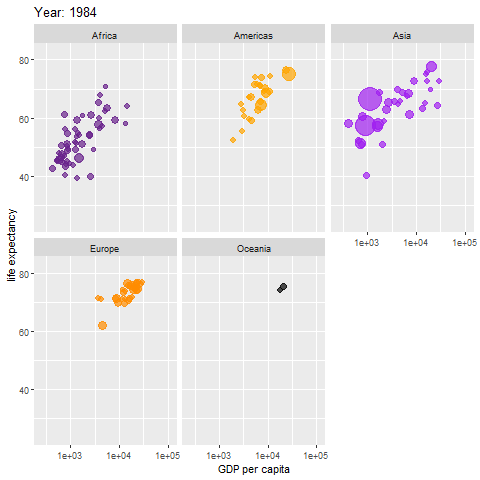 Year: 1984
Africa
Americas
Asia
80
60
40
Europe
Oceania
1e+03 1e+04 1e+05
80
60
40
1e+03 1e+04 1e+05
1e+03 1e+04 1e+05
GDP per capita
life expectancy